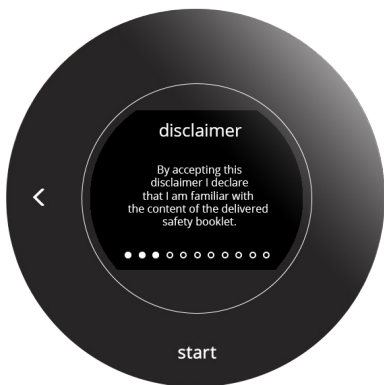 disclaimer
By accepting this
disclaimer I declare
that I am familiar with
the content of the delivered
safety booklet.
start